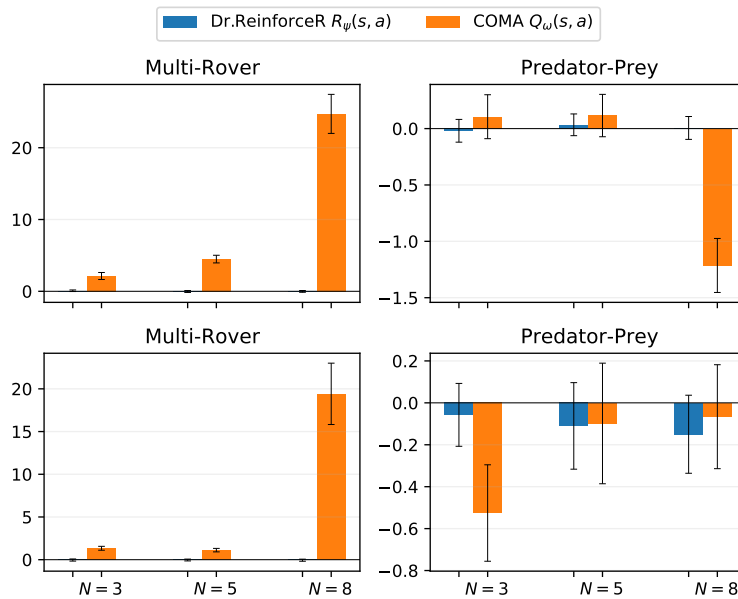 Dr.ReinforceR Rψ(s, a) COMA Qω(s, a)
Multi-Rover
20
10
0
Predator-Prey
0.0
−0.5
−1.0
−1.5
Multi-Rover
20
15
10
5
0
N = 3 N = 5 N = 8
Predator-Prey
0.2
0.0
−0.2
−0.4
−0.6
−0.8
N = 3 N = 5 N = 8